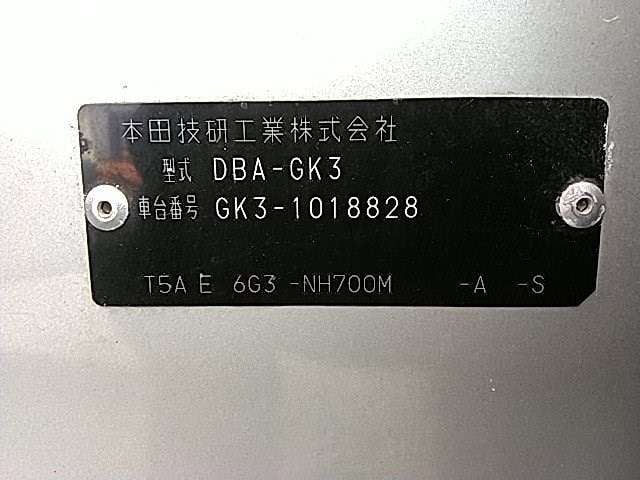 本田技研工業株式会社
型式 DBA-GK3
車台番号 GK3-1018828
T5A E 6G3 -NH700M -A -S